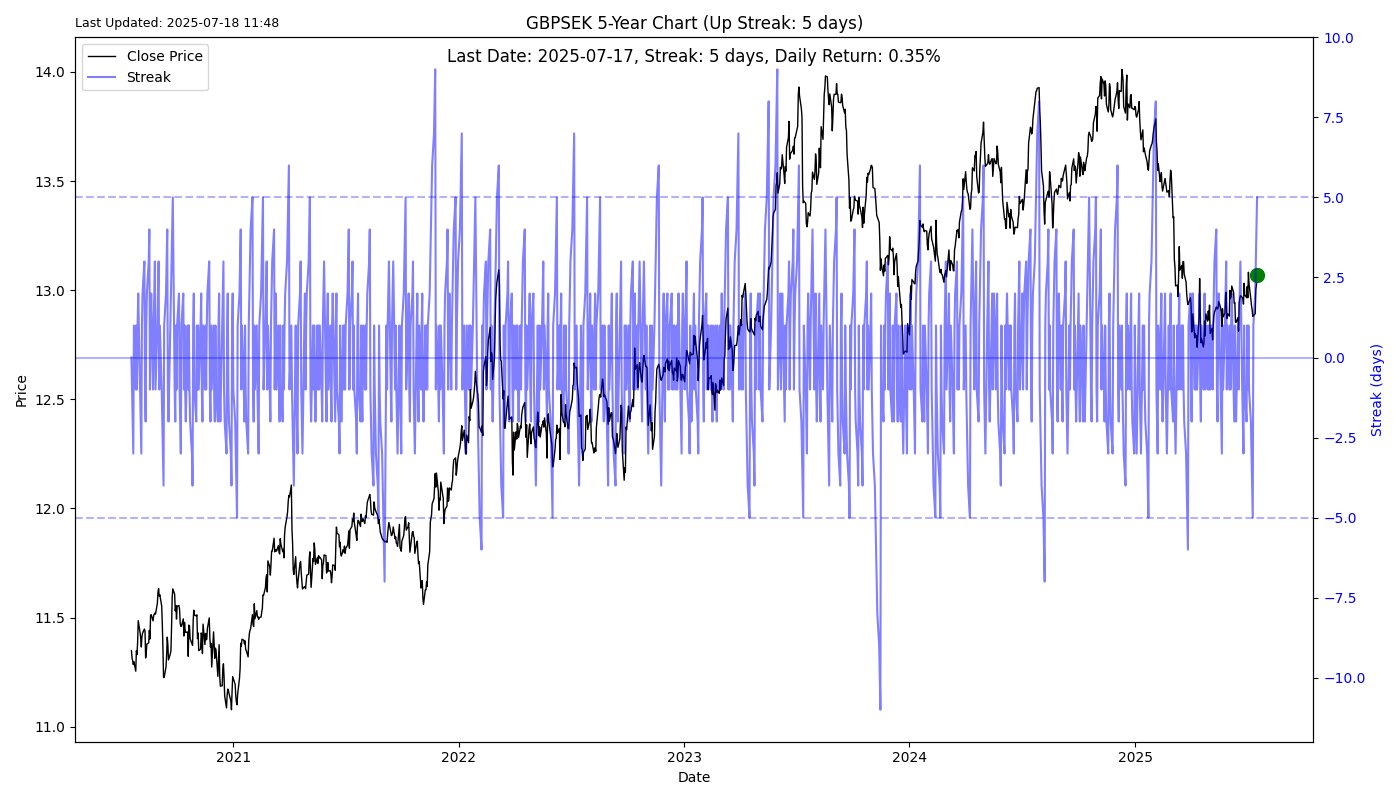 Last Updated: 2025-07-18 11:48
GBPSEK 5-Year Chart (Up Streak: 5 days)
Last Date: 2025-07-17, Streak: 5 days, Daily Return: 0.35%
Close Price
Streak
Price
14.0
13.5
13.0
12.5
12.0
11.5
11.0
10.0
7.5
5.0
2.5
0.0
−2.5
−5.0
−7.5
−10.0
Streak (days)
2021
2022
2023
2024
2025
Date